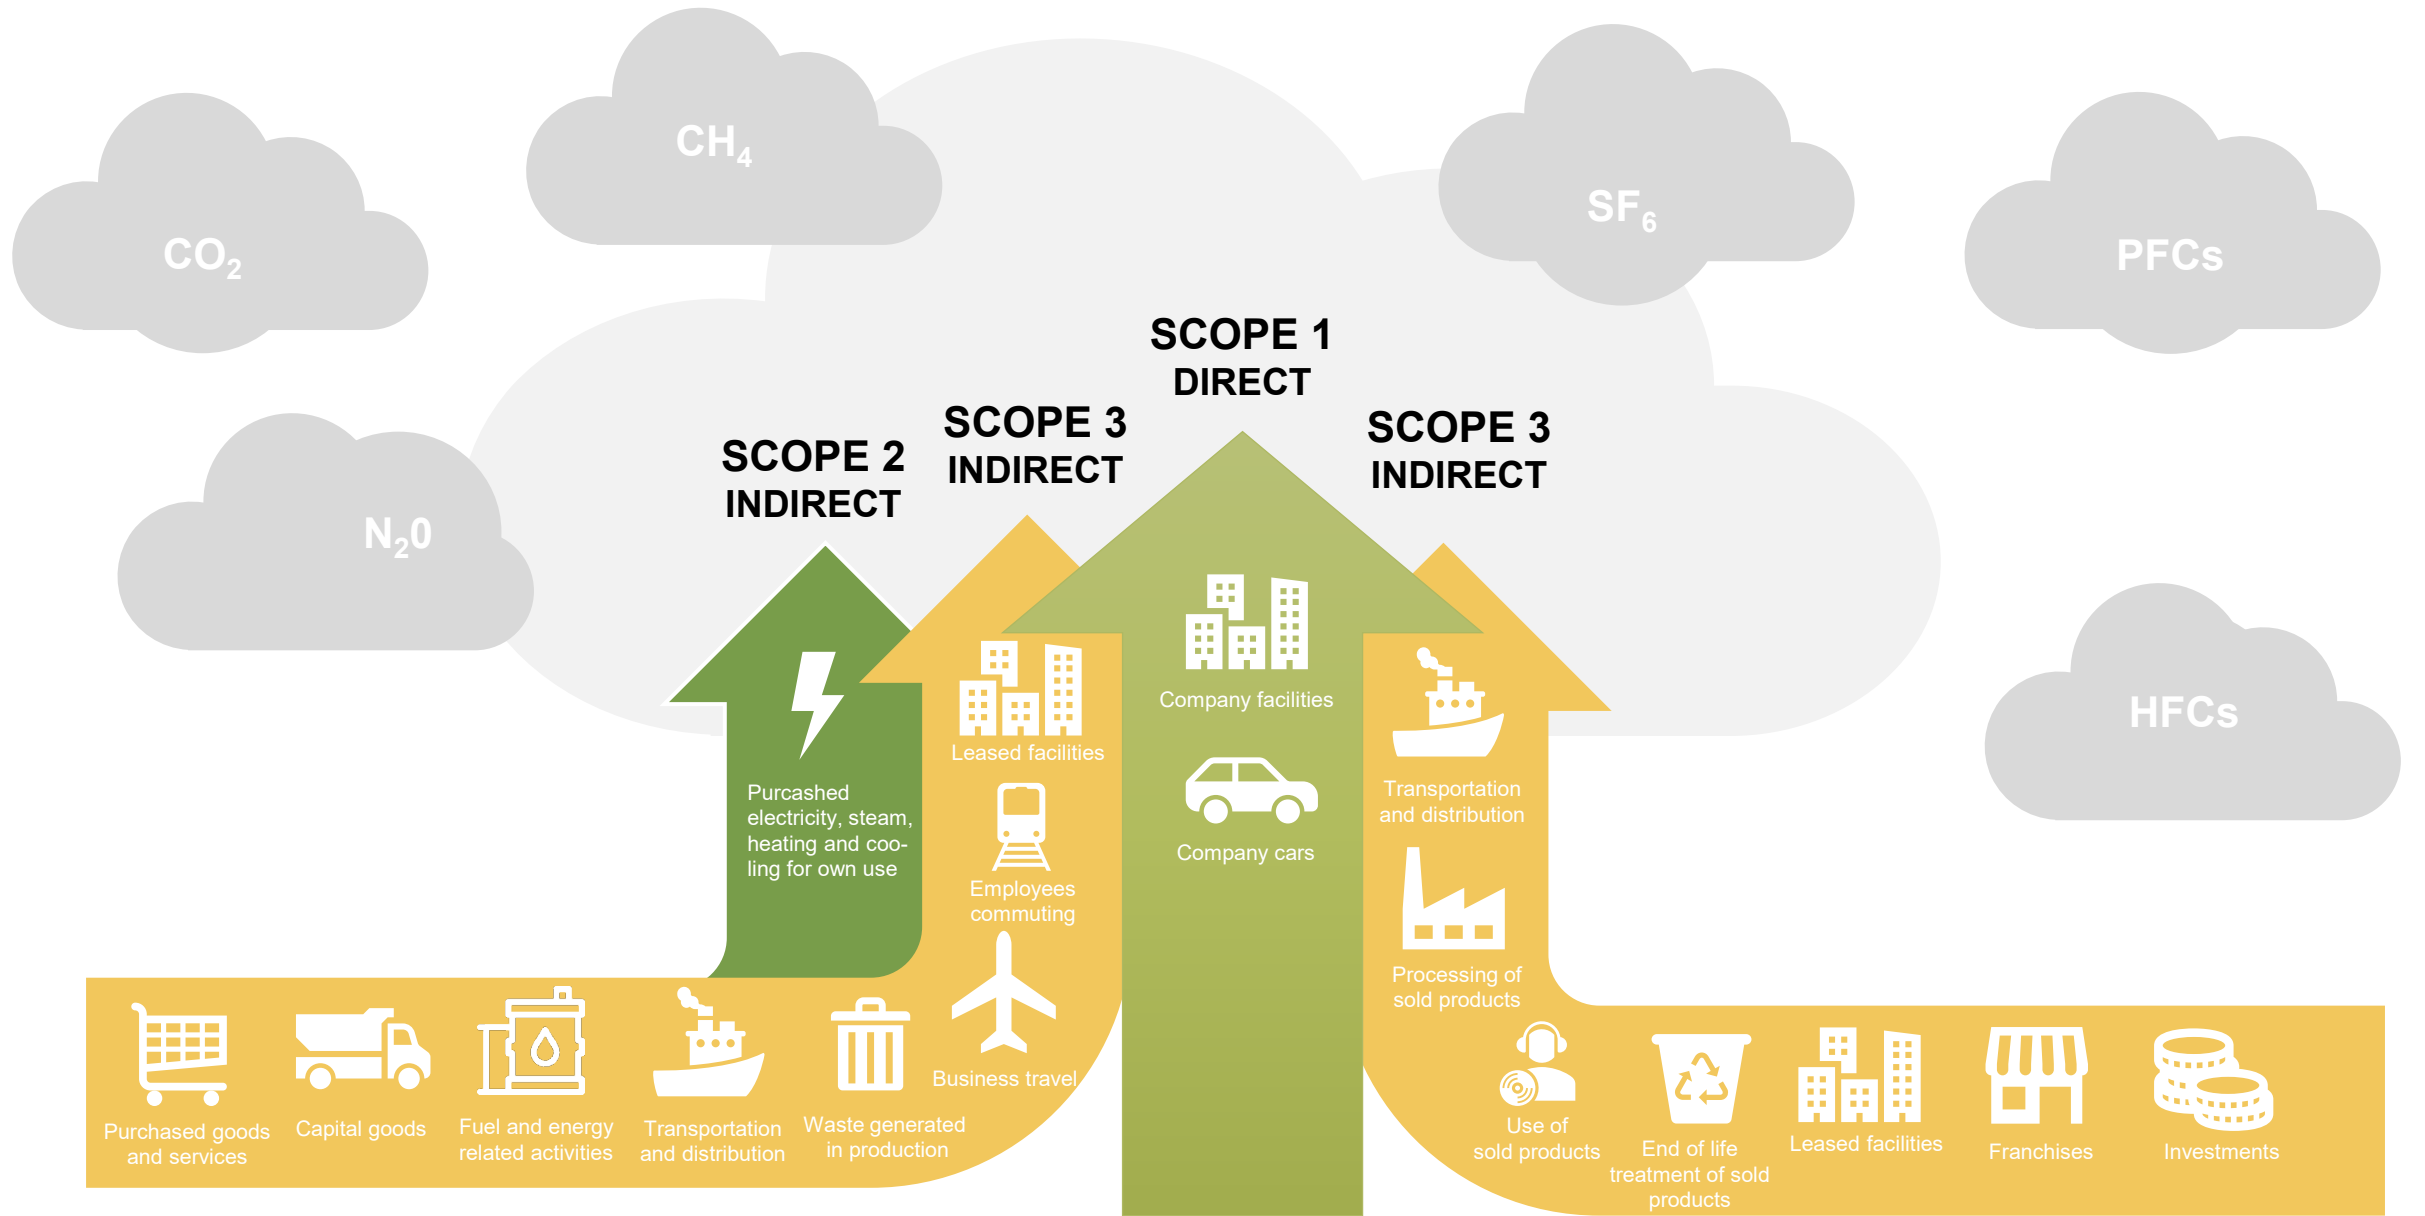 CH₄
SF₆
CO₂
PFCs
N₂0
HFCs
SCOPE 1
DIRECT
SCOPE 3
INDIRECT
SCOPE 3
INDIRECT
SCOPE 2
INDIRECT
Purcashed
electricity, steam,
heating and coo-
ling for own use
Leased facilities
Employees
commuting
Business travel
Company facilities
Company cars
Transportation
and distribution
Processing of
sold products
Purchased goods
and services
Capital goods
Fuel and energy
related activities
Transportation
and distribution
Waste generated
in production
Use of
sold products
End of life
treatment of sold
products
Leased facilities
Franchises
Investments